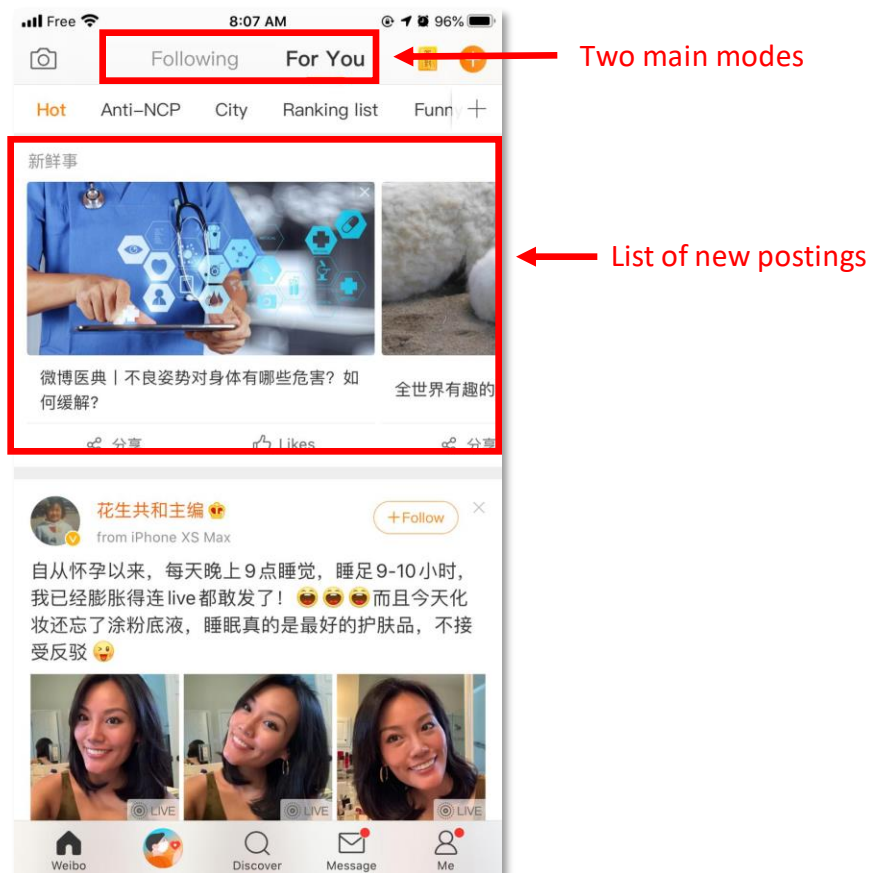 Free 8:07 AM 96%
Following For You
Two main modes
Hot Anti-NCP City Ranking list Funny
新鲜事
List of new postings
微博医典丨不良姿势对身体有哪些危害？如
何缓解？
全世界有趣的
分享 Likes 分享
花生共和主编
+Follow
from iPhone XS Max
自从怀孕以来，每天晚上9点睡觉，睡足9-10小时，
我已经膨胀得连live都敢发了！而且今天化
妆还忘了涂粉底液，睡眠真的是最好的护肤品，不接
受反驳
LIVE LIVE LIVE
Weibo Discover Message Me